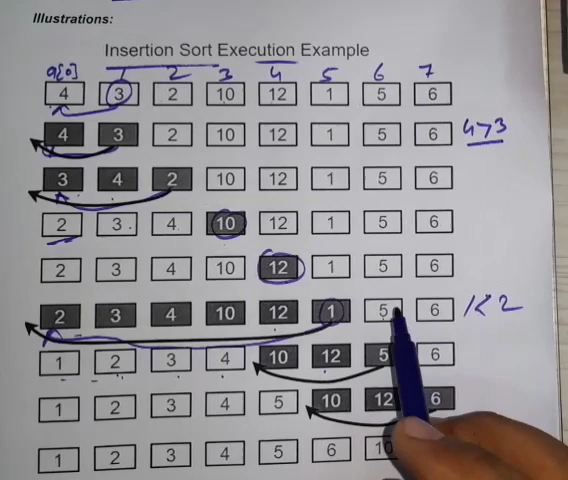 Illustrations:
Insertion Sort Execution Example
a[0] 1 2 3 4 5 6 7
4 3 2 10 12 1 5 6
4 3 2 10 12 1 5 6 4>3
3 4 2 10 12 1 5 6
2 3 4 10 12 1 5 6
2 3 4 10 12 1 5 6
2 3 4 10 12 1 5 6 1<2
1 2 3 4 10 12 5 6
1 2 3 4 5 10 12 6
1 2 3 4 5 6 10